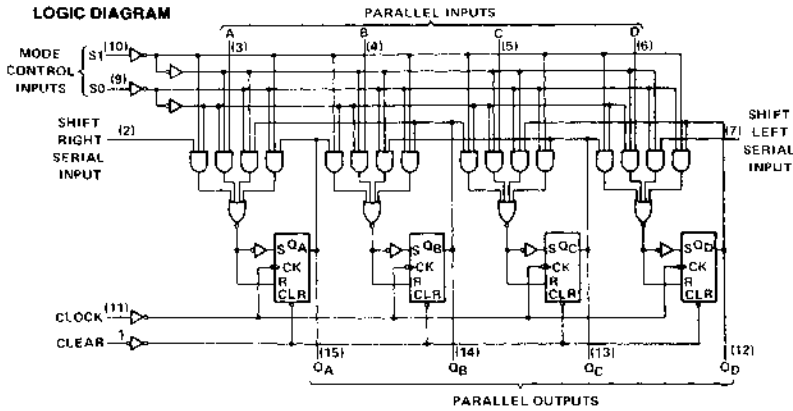 LOGIC DIAGRAM
PARALLEL INPUTS
A B C D
(3) (4) (5) (6)
MODE CONTROL INPUTS
S1 (10)
S0 (9)
SHIFT RIGHT SERIAL INPUT
(2)
(7)
SHIFT LEFT SERIAL INPUT
S QA
CK
R
CLR
S QB
CK
R
CLR
S QC
CK
R
CLR
S QD
CK
R
CLR
CLOCK (11)
CLEAR 1
(15) (14) (13) (12)
QA QB QC QD
PARALLEL OUTPUTS